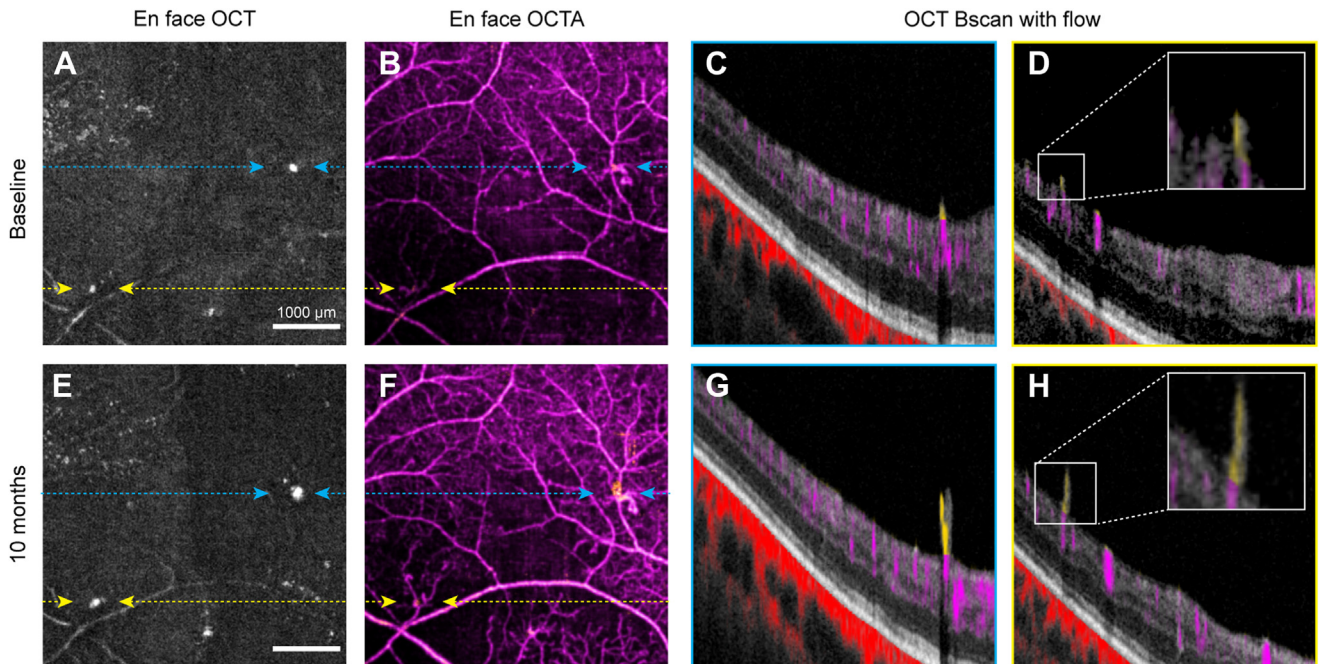 En face OCT
En face OCTA
OCT Bscan with flow
Baseline
A
B
C
D
1000 µm
10 months
E
F
G
H